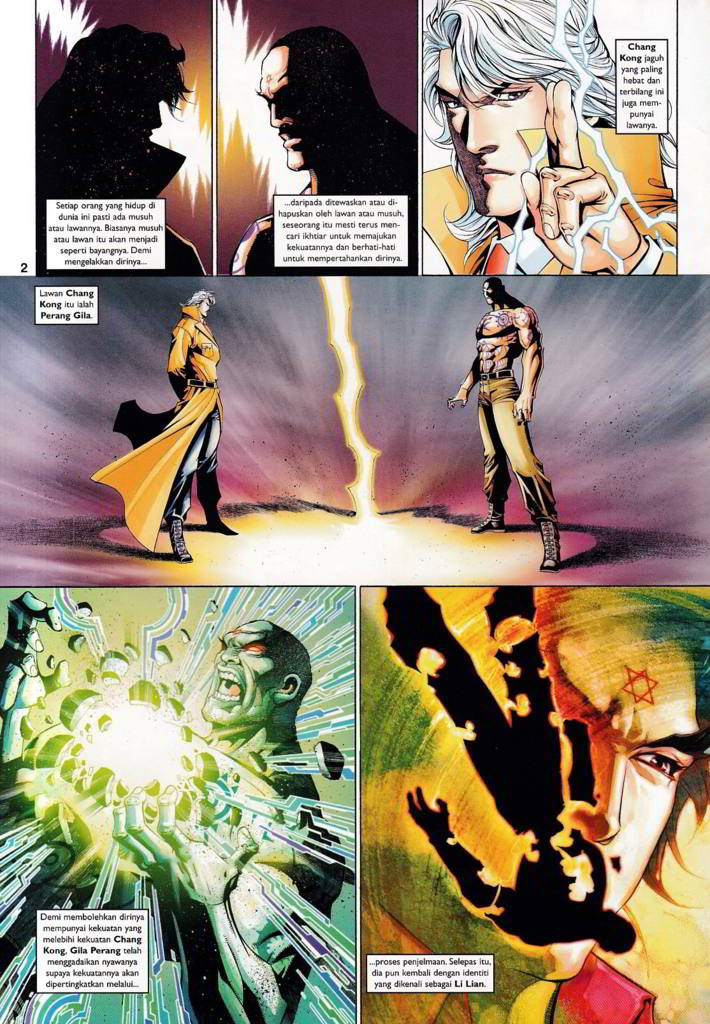 Setiap orang yang hidup di
dunia ini pasti ada musuh
atau lawannya. Biasanya musuh
atau lawan itu akan menjadi
seperti bayangnya. Demi
mengelakkan dirinya...
...daripada ditewaskan atau di-
hapuskan oleh lawan atau musuh,
seseorang itu mesti terus men-
cari ikhtiar untuk memajukan
kekuatannya dan berhati-hati
untuk mempertahankan dirinya.
Chang
Kong jaguh
yang paling
hebat dan
terbilang ini
juga mem-
punyai
lawanya.
2
Lawan Chang
Kong itu ialah
Perang Gila.
Demi membolehkan dirinya
mempunyai kekuatan yang
melebihi kekuatan Chang
Kong, Gila Perang telah
menggadaikan nyawanya
supaya kekuatannya akan
dipertingkatkan melalui...
...proses penjelmaan. Selepas itu,
dia pun kembali dengan identiti
yang dikenali sebagai Li Lian.